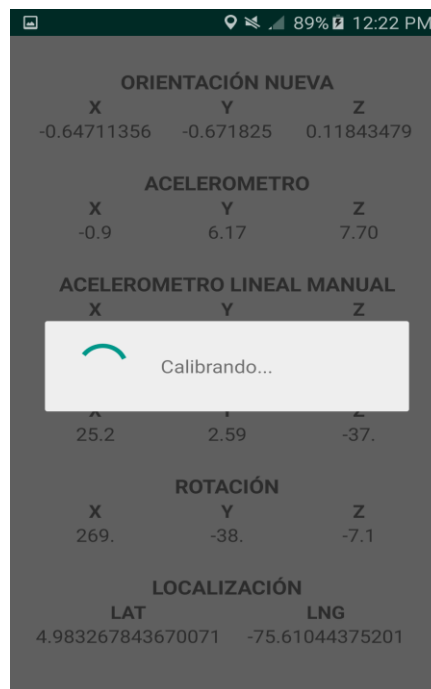 89% 12:22 PM
ORIENTACIÓN NUEVA
X Y Z
-0.64711356 -0.671825 0.11843479
ACELEROMETRO
X Y Z
-0.9 6.17 7.70
ACELEROMETRO LINEAL MANUAL
X Y Z
Calibrando...
X Y Z
25.2 2.59 -37.
ROTACIÓN
X Y Z
269. -38. -7.1
LOCALIZACIÓN
LAT LNG
4.983267843670071 -75.61044375201